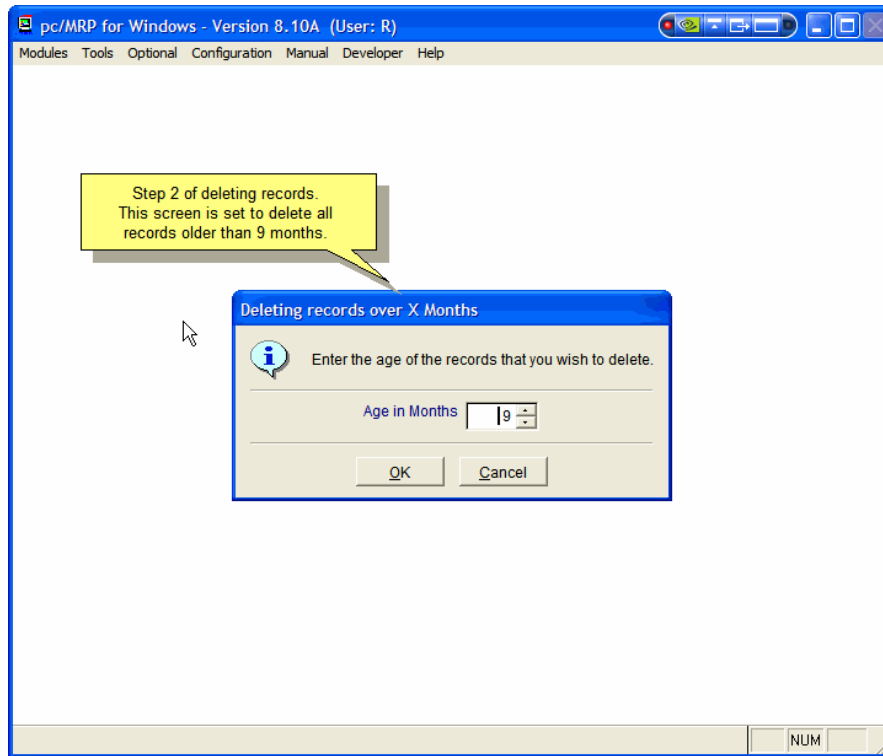 pc/MRP for Windows - Version 8.10A (User: R)
Modules Tools Optional Configuration Manual Developer Help
Step 2 of deleting records.
This screen is set to delete all
records older than 9 months.
Deleting records over X Months
Enter the age of the records that you wish to delete.
Age in Months 9
OK Cancel
NUM